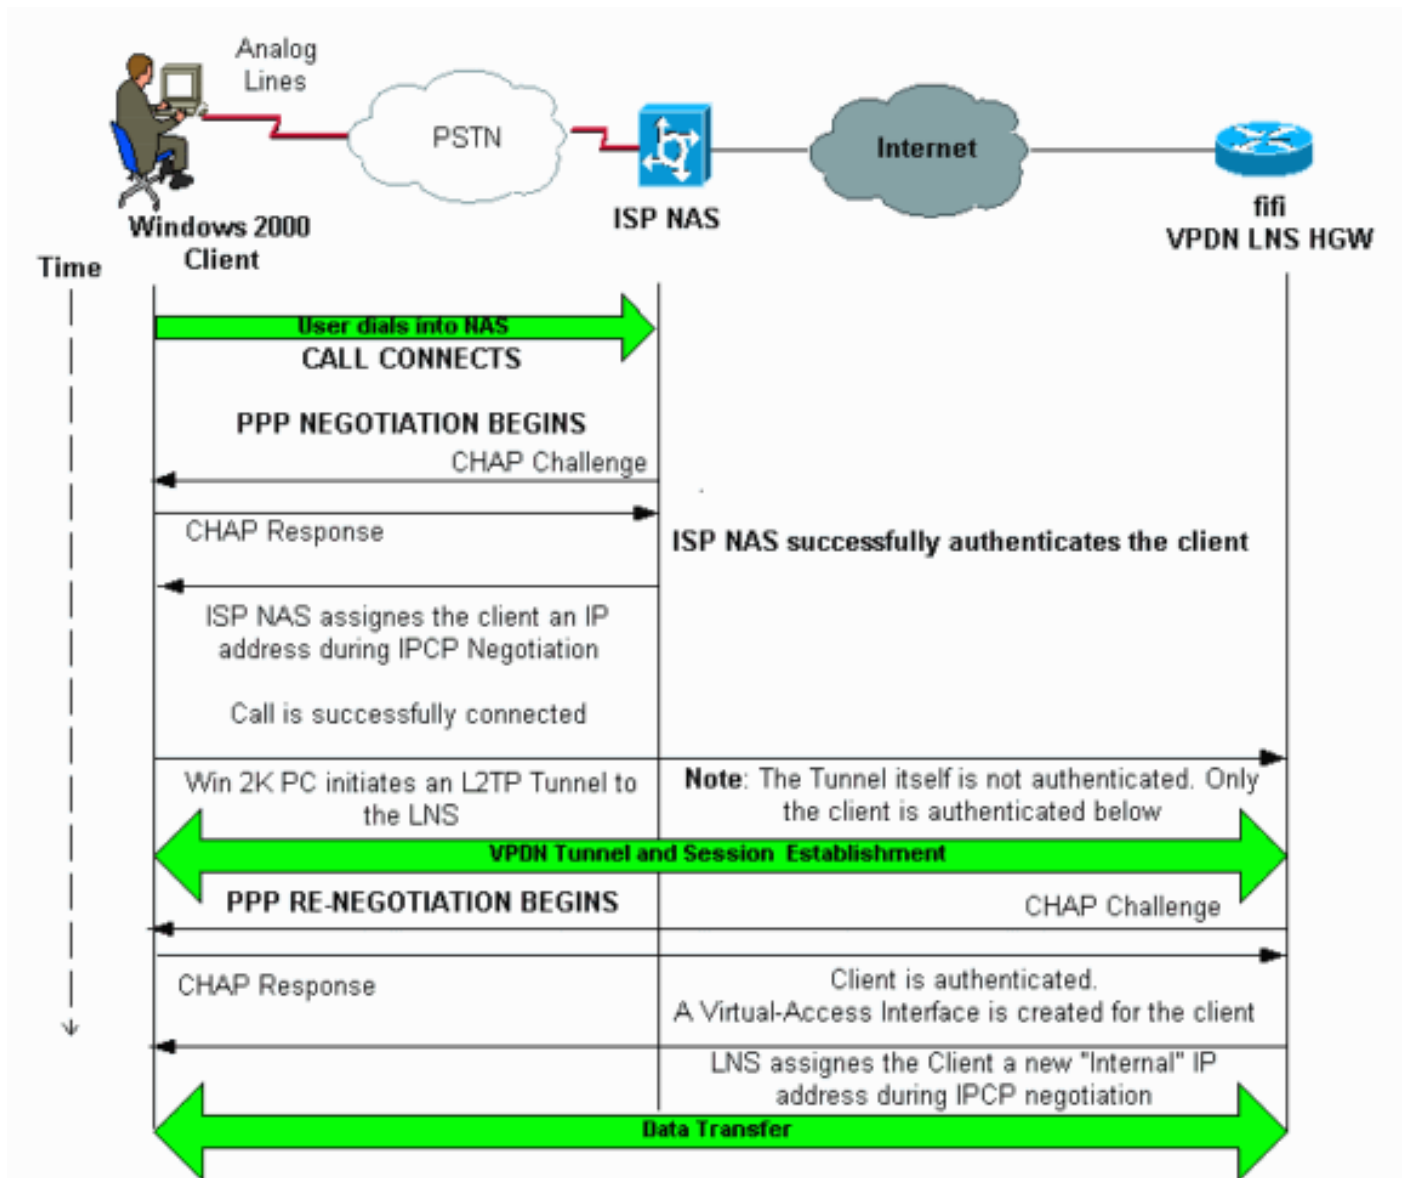 Analog
Lines
PSTN
Internet
ISP NAS
fifi
VPDN LNS HGW
Windows 2000
Client
Time
User dials into NAS
CALL CONNECTS
PPP NEGOTIATION BEGINS
CHAP Challenge
CHAP Response
ISP NAS successfully authenticates the client
ISP NAS assignes the client an IP
address during IPCP Negotiation
Call is successfully connected
Win 2K PC initiates an L2TP Tunnel to
the LNS
Note: The Tunnel itself is not authenticated. Only
the client is authenticated below
VPDN Tunnel and Session Establishment
PPP RE-NEGOTIATION BEGINS
CHAP Challenge
CHAP Response
Client is authenticated.
A Virtual-Access Interface is created for the client
LNS assignes the Client a new "Internal" IP
address during IPCP negotiation
Data Transfer